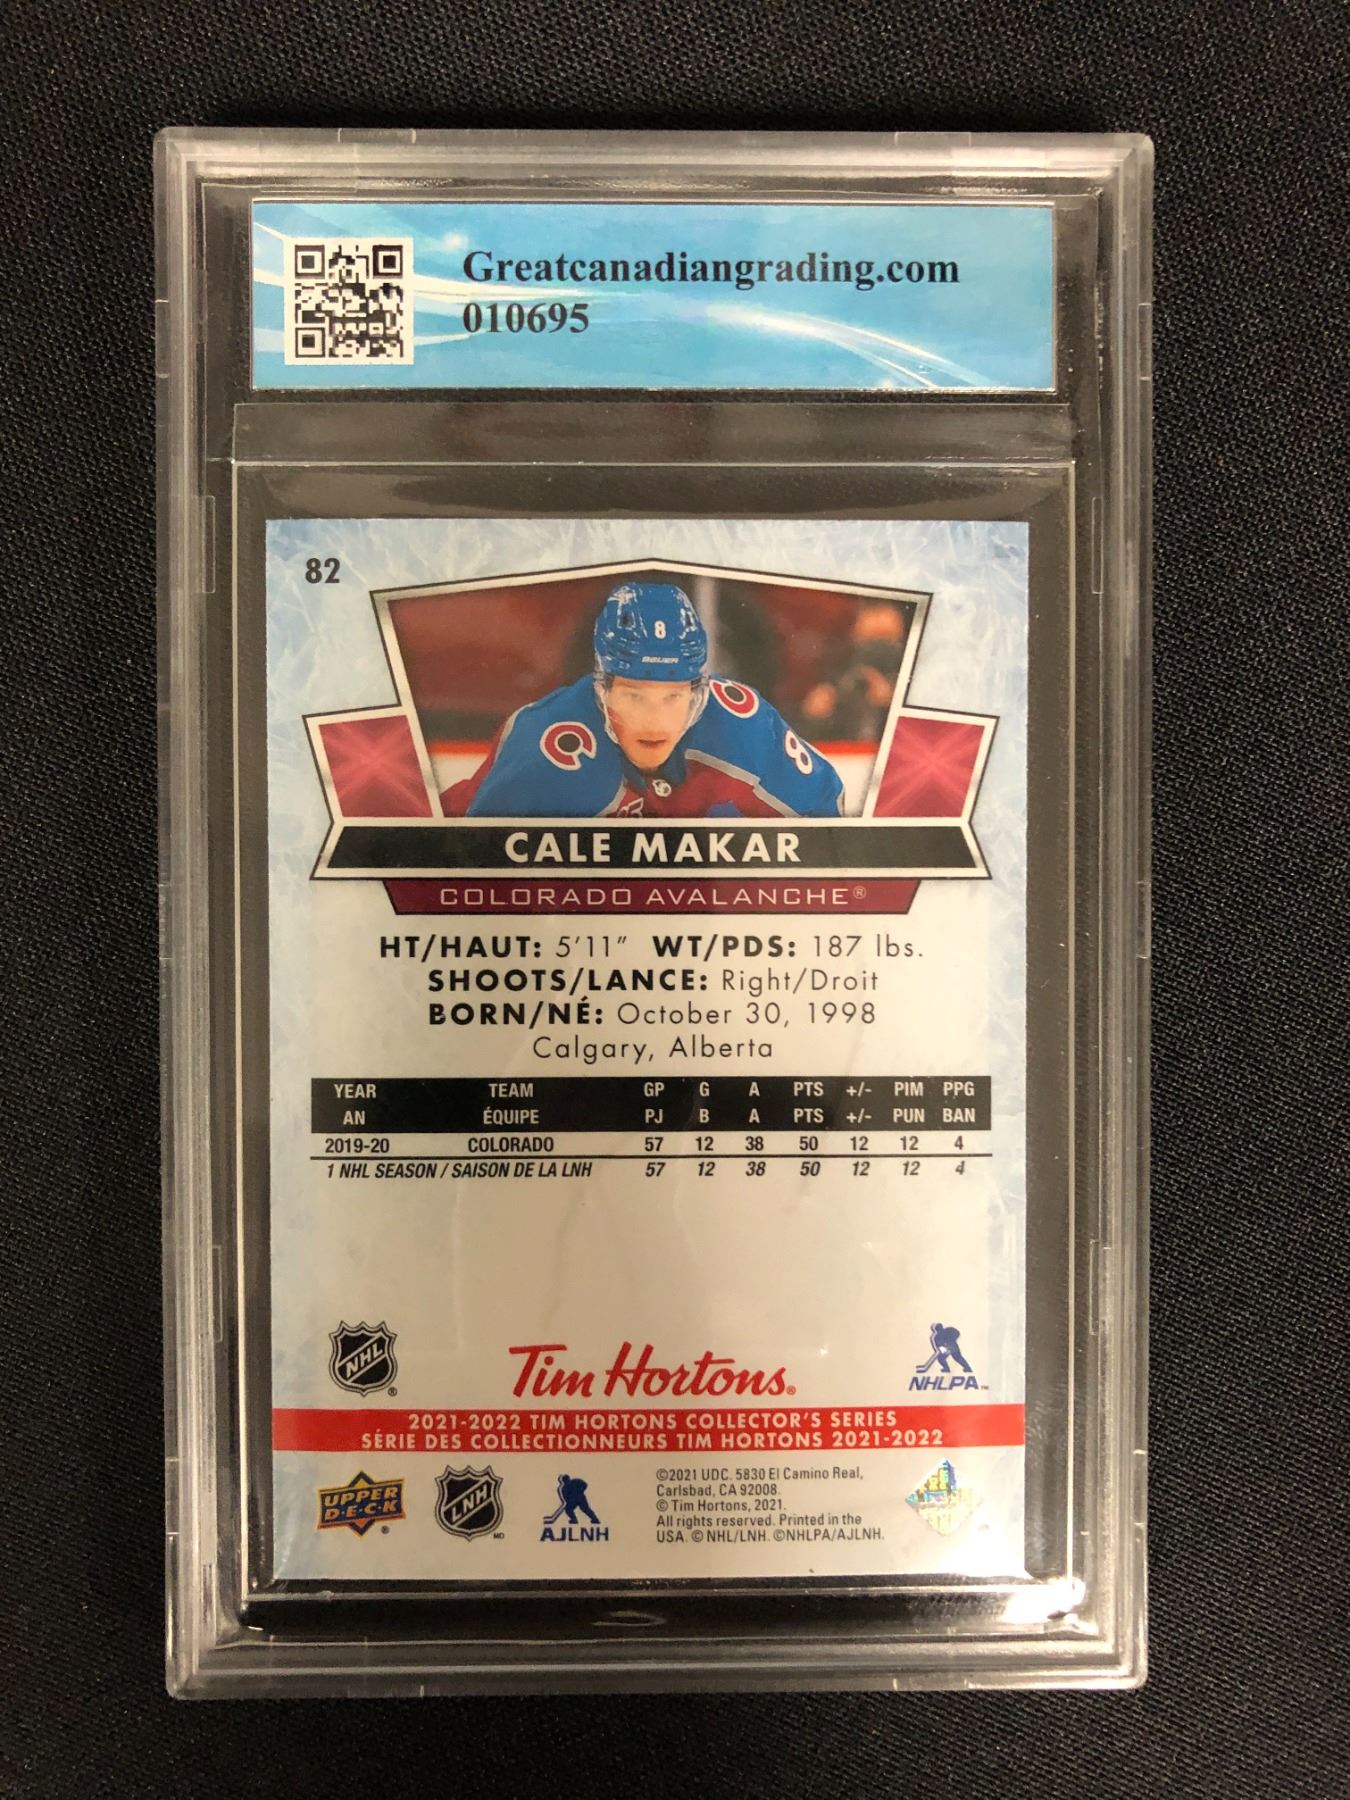 Greatcanadiangrading.com
010695
82
8
BAUER
8
CALE MAKAR
COLORADO AVALANCHE®
HT/HAUT: 5'11" WT/PDS: 187 lbs.
SHOOTS/LANCE: Right/Droit
BORN/NÉ: October 30, 1998
Calgary, Alberta
YEAR TEAM GP G A PTS +/- PIM PPG
AN ÉQUIPE PJ B A PTS +/- PUN BAN
2019-20 COLORADO 57 12 38 50 12 12 4
1 NHL SEASON / SAISON DE LA LNH 57 12 38 50 12 12 4
NHL ®
Tim Hortons®
NHLPA™
2021-2022 TIM HORTONS COLLECTOR'S SERIES
SÉRIE DES COLLECTIONNEURS TIM HORTONS 2021-2022
UPPER DECK ®
LNH MD
AJLNH
©2021 UDC. 5830 El Camino Real,
Carlsbad, CA 92008.
© Tim Hortons, 2021.
All rights reserved. Printed in the
USA. © NHL/LNH. ©NHLPA/AJLNH.